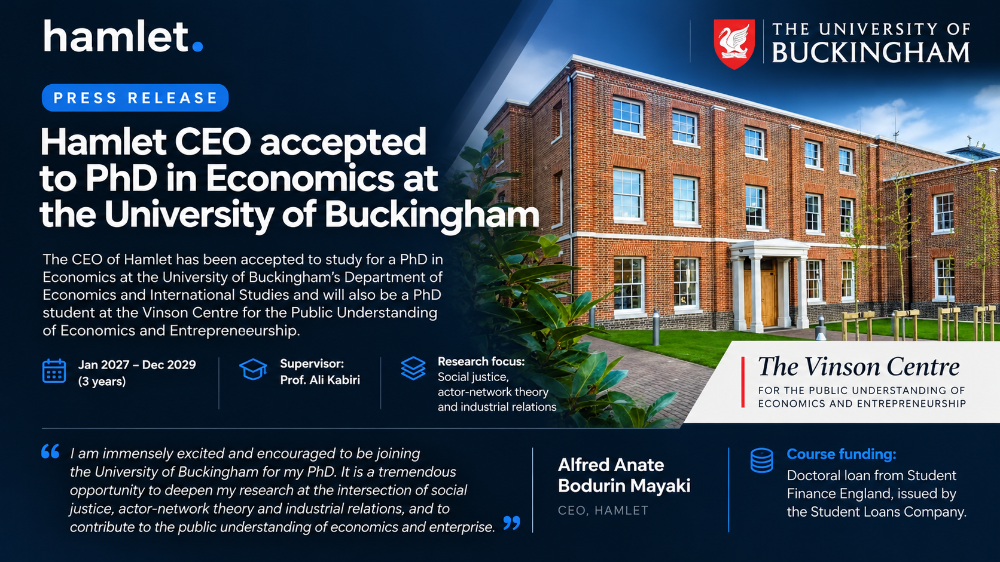 hamlet.
THE UNIVERSITY OF
BUCKINGHAM
PRESS RELEASE
Hamlet CEO accepted
to PhD in Economics at
the University of Buckingham
The CEO of Hamlet has been accepted to study for a PhD in
Economics at the University of Buckingham's Department of
Economics and International Studies and will also be a PhD
student at the Vinson Centre for the Public Understanding
of Economics and Entrepreneurship.
Jan 2027 – Dec 2029
(3 years)
Supervisor:
Prof. Ali Kabiri
Research focus:
Social justice,
actor-network theory
and industrial relations
The Vinson Centre
FOR THE PUBLIC UNDERSTANDING OF
ECONOMICS AND ENTREPRENEURSHIP
“ I am immensely excited and encouraged to be joining
the University of Buckingham for my PhD. It is a tremendous
opportunity to deepen my research at the intersection of social
justice, actor-network theory and industrial relations, and to
contribute to the public understanding of economics and enterprise. ”
Alfred Anate
Bodurin Mayaki
CEO, HAMLET
Course funding:
Doctoral loan from Student
Finance England, issued by
the Student Loans Company.